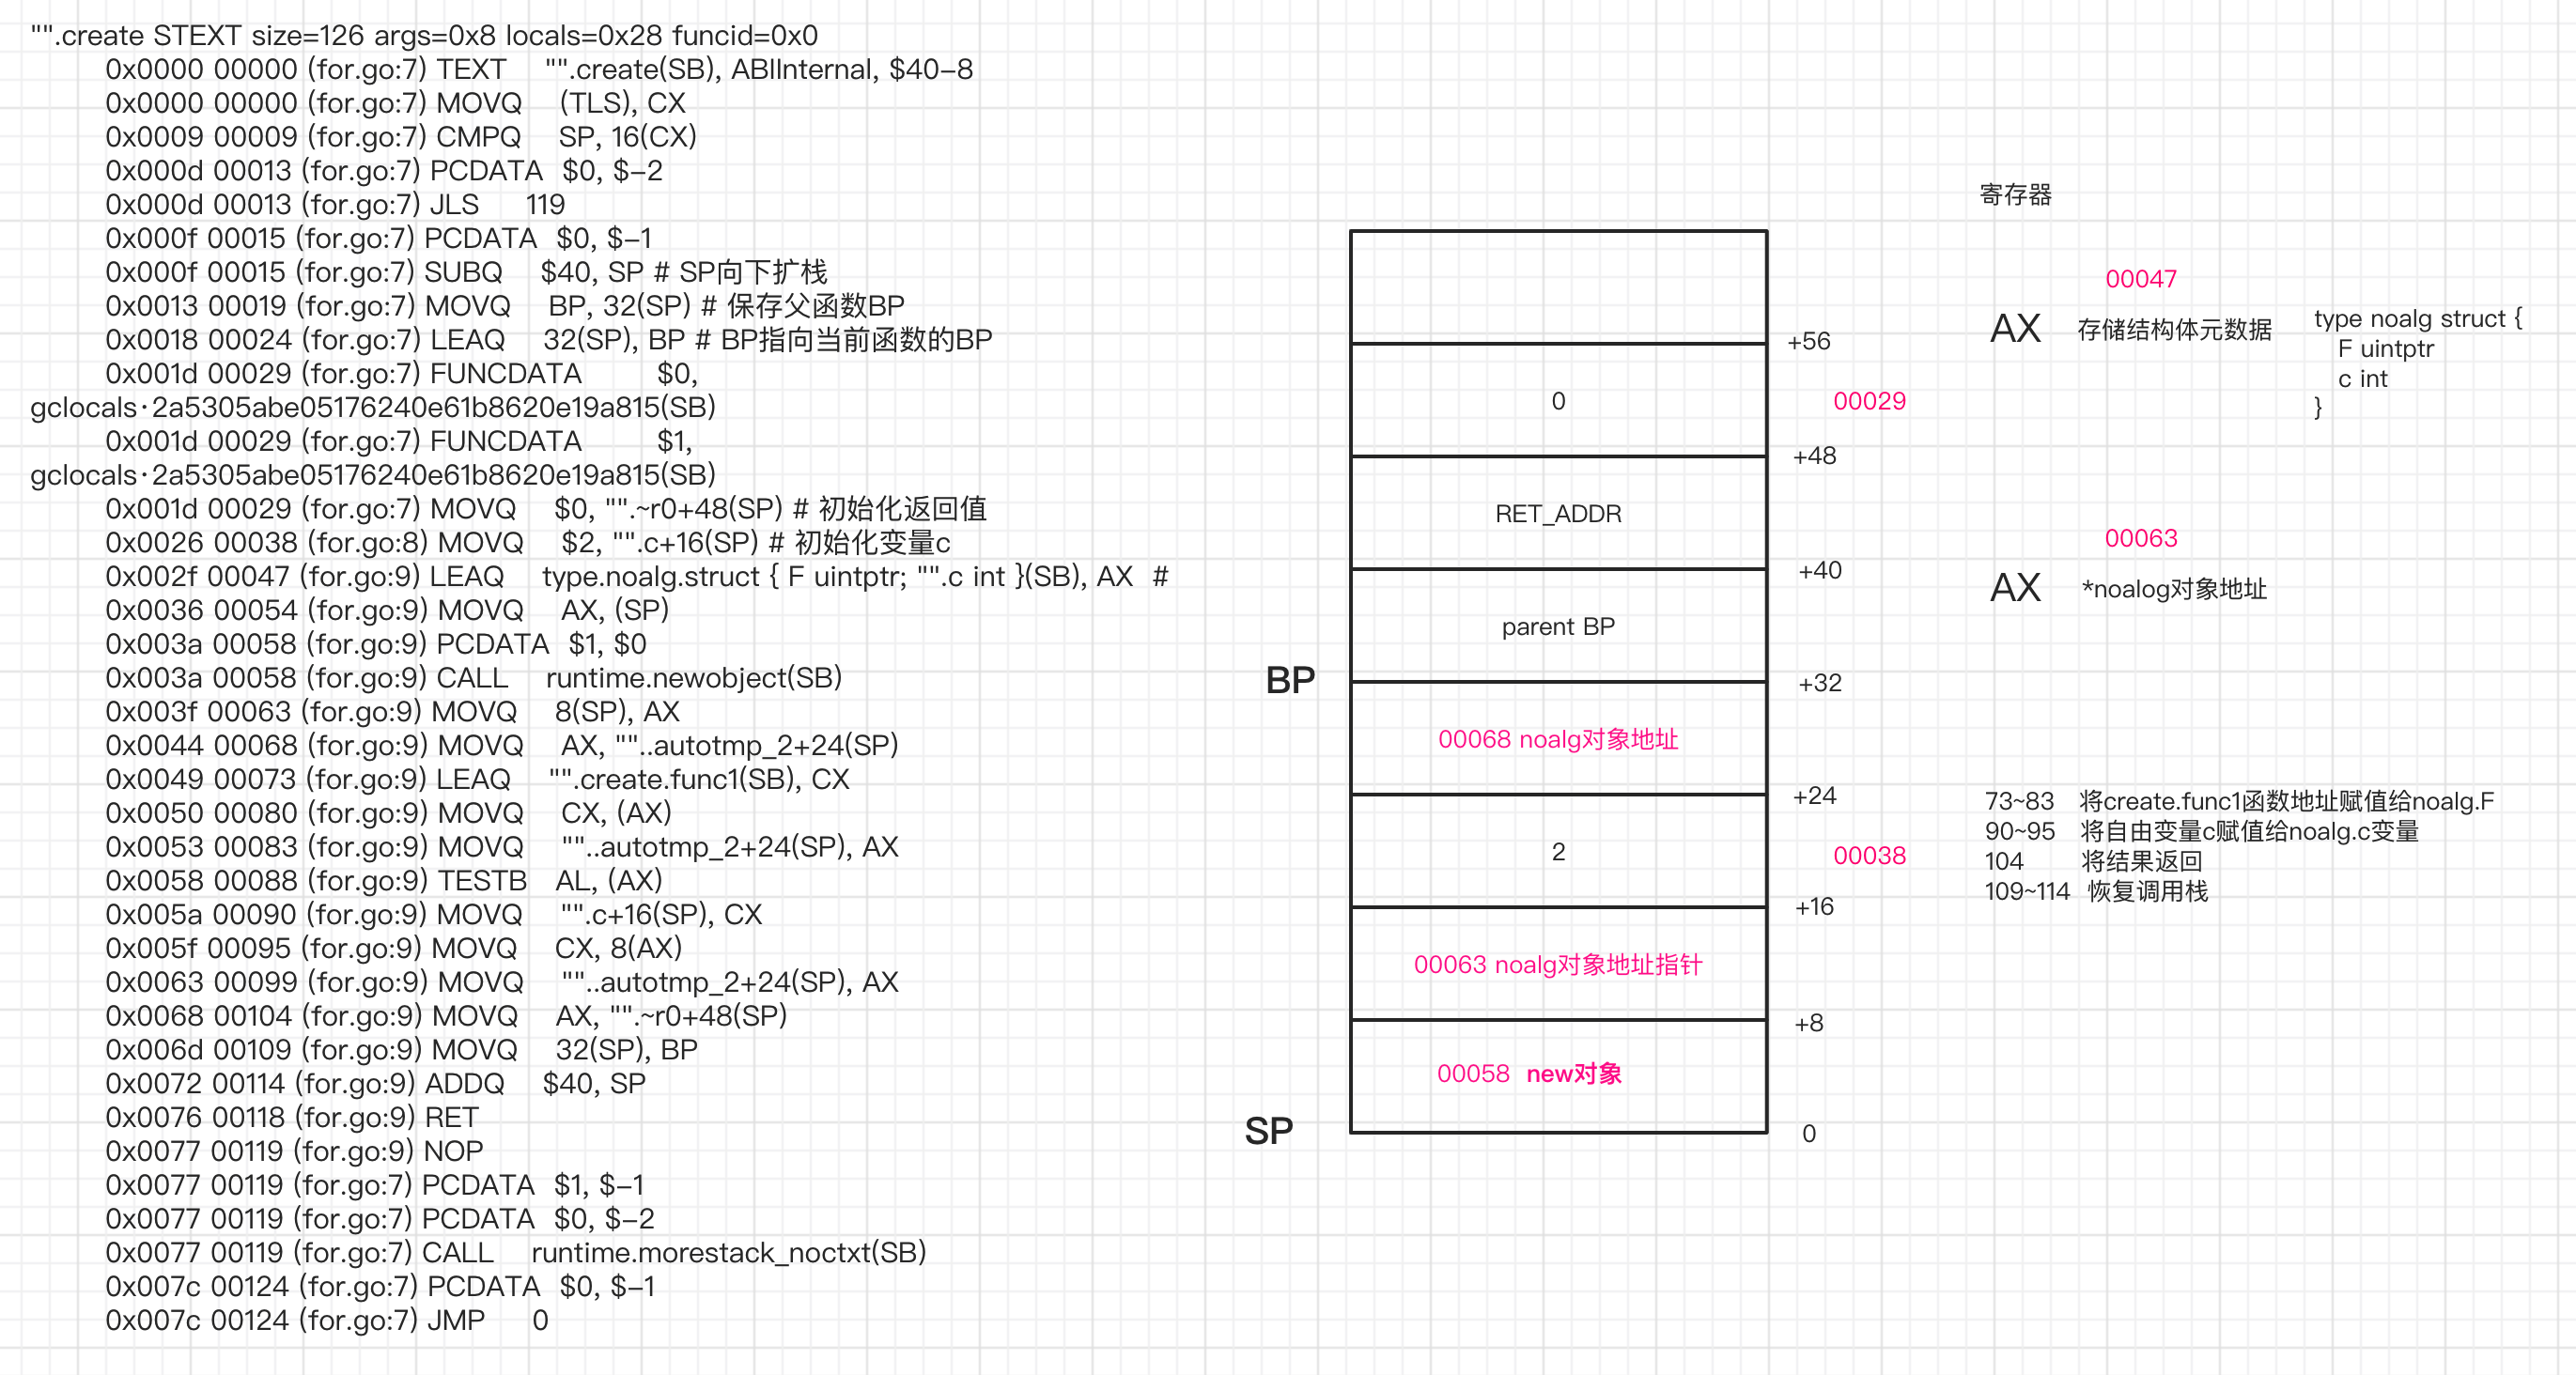 "".create STEXT size=126 args=0x8 locals=0x28 funcid=0x0
0x0000 00000 (for.go:7) TEXT "".create(SB), ABIInternal, $40-8
0x0000 00000 (for.go:7) MOVQ (TLS), CX
0x0009 00009 (for.go:7) CMPQ SP, 16(CX)
0x000d 00013 (for.go:7) PCDATA $0, $-2
0x000d 00013 (for.go:7) JLS 119
0x000f 00015 (for.go:7) PCDATA $0, $-1
0x000f 00015 (for.go:7) SUBQ $40, SP # SP向下扩栈
0x0013 00019 (for.go:7) MOVQ BP, 32(SP) # 保存父函数BP
0x0018 00024 (for.go:7) LEAQ 32(SP), BP # BP指向当前函数的BP
0x001d 00029 (for.go:7) FUNCDATA $0,
gclocals·2a5305abe05176240e61b8620e19a815(SB)
0x001d 00029 (for.go:7) FUNCDATA $1,
gclocals·2a5305abe05176240e61b8620e19a815(SB)
0x001d 00029 (for.go:7) MOVQ $0, "".~r0+48(SP) # 初始化返回值
0x0026 00038 (for.go:8) MOVQ $2, "".c+16(SP) # 初始化变量c
0x002f 00047 (for.go:9) LEAQ type.noalg.struct { F uintptr; "".c int }(SB), AX #
0x0036 00054 (for.go:9) MOVQ AX, (SP)
0x003a 00058 (for.go:9) PCDATA $1, $0
0x003a 00058 (for.go:9) CALL runtime.newobject(SB)
0x003f 00063 (for.go:9) MOVQ 8(SP), AX
0x0044 00068 (for.go:9) MOVQ AX, ""..autotmp_2+24(SP)
0x0049 00073 (for.go:9) LEAQ "".create.func1(SB), CX
0x0050 00080 (for.go:9) MOVQ CX, (AX)
0x0053 00083 (for.go:9) MOVQ ""..autotmp_2+24(SP), AX
0x0058 00088 (for.go:9) TESTB AL, (AX)
0x005a 00090 (for.go:9) MOVQ "".c+16(SP), CX
0x005f 00095 (for.go:9) MOVQ CX, 8(AX)
0x0063 00099 (for.go:9) MOVQ ""..autotmp_2+24(SP), AX
0x0068 00104 (for.go:9) MOVQ AX, "".~r0+48(SP)
0x006d 00109 (for.go:9) MOVQ 32(SP), BP
0x0072 00114 (for.go:9) ADDQ $40, SP
0x0076 00118 (for.go:9) RET
0x0077 00119 (for.go:9) NOP
0x0077 00119 (for.go:7) PCDATA $1, $-1
0x0077 00119 (for.go:7) PCDATA $0, $-2
0x0077 00119 (for.go:7) CALL runtime.morestack_noctxt(SB)
0x007c 00124 (for.go:7) PCDATA $0, $-1
0x007c 00124 (for.go:7) JMP 0
+56
0
00029
+48
RET_ADDR
+40
parent BP
BP
+32
00068 noalg对象地址
+24
2
00038
+16
00063 noalg对象地址指针
+8
00058 new对象
SP
0
寄存器
00047
AX 存储结构体元数据
type noalg struct {
F uintptr
c int
}
00063
AX *noalog对象地址
73~83 将create.func1函数地址赋值给noalg.F
90~95 将自由变量c赋值给noalg.c变量
104 将结果返回
109~114 恢复调用栈